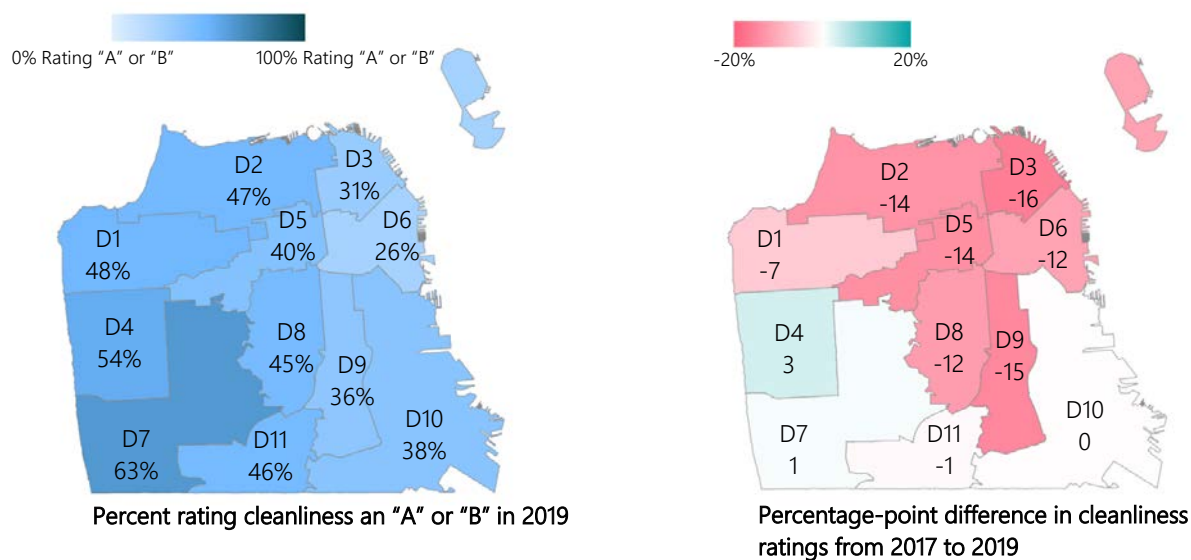 0% Rating “A” or “B”
100% Rating “A” or “B”
D2
47%
D3
31%
D5
40%
D6
26%
D1
48%
D4
54%
D8
45%
D9
36%
D10
38%
D7
63%
D11
46%
Percent rating cleanliness an “A” or “B” in 2019
-20%
20%
D2
-14
D3
-16
D5
-14
D6
-12
D1
-7
D4
3
D8
-12
D9
-15
D10
0
D7
1
D11
-1
Percentage-point difference in cleanliness
ratings from 2017 to 2019